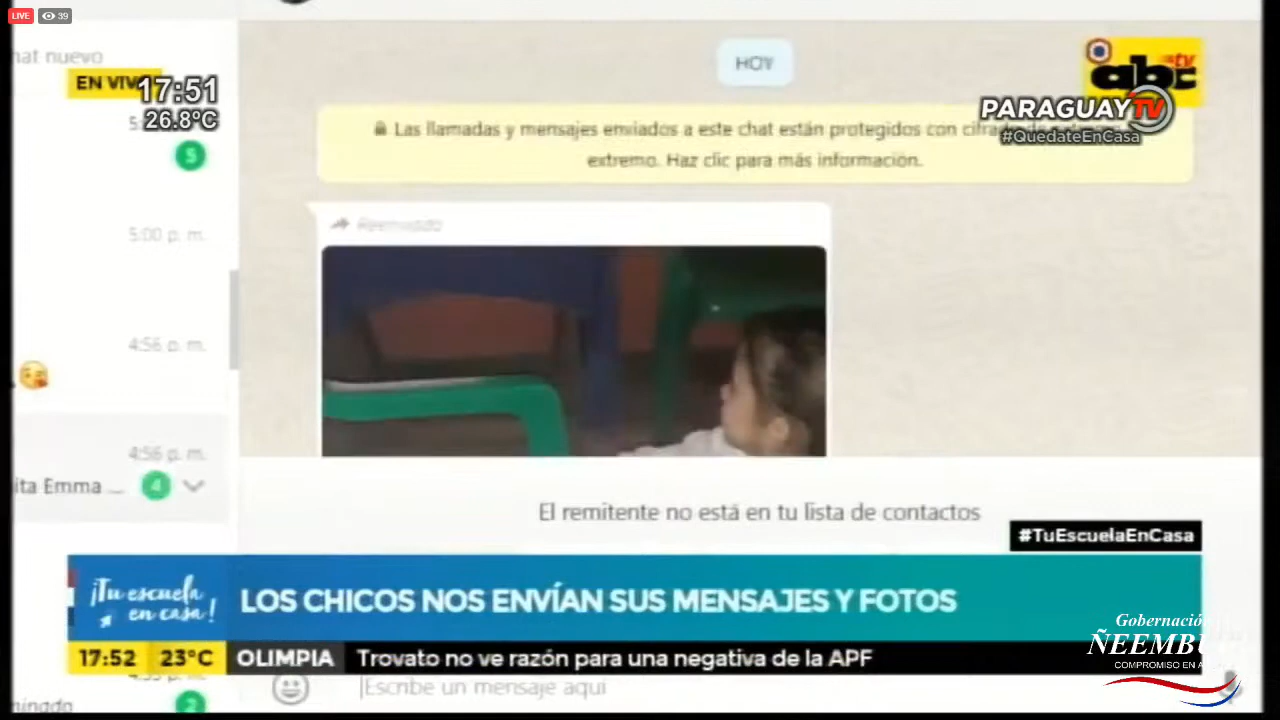 LIVE 39
hat nuevo
HOY
EN VIVO
17:51
26.8°C
abc tv
PARAGUAY TV
#QuedateEnCasa
Las llamadas y mensajes enviados a este chat están protegidos con
extremo. Haz clic para más información.
5
Reenviado
5:00 p. m.
4:56 p. m.
4:56 p. m.
ita Emma ...
4
El remitente no está en tu lista de contactos
#TuEscuelaEnCasa
¡Tu escuela
en casa!
LOS CHICOS NOS ENVÍAN SUS MENSAJES Y FOTOS
Gobernació
ÑEEMBU
COMPROMISO EN A
17:52 23°C OLIMPIA Trovato no ve razón para una negativa de la APF
Escribe un mensaje aquí
minada
2